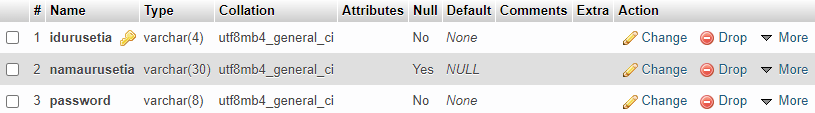 # Name Type Collation Attributes Null Default Comments Extra Action
1 idurusetia varchar(4) utf8mb4_general_ci No None Change Drop More
2 namaurusetia varchar(30) utf8mb4_general_ci Yes NULL Change Drop More
3 password varchar(8) utf8mb4_general_ci No None Change Drop More